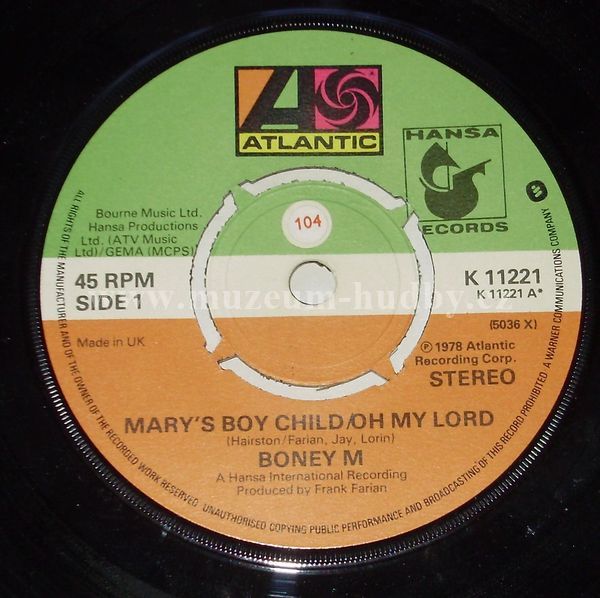 ATLANTIC
HANSA
RECORDS
104
Bourne Music Ltd.
Hansa Productions
Ltd. (ATV Music
Ltd)/GEMA (MCPS)
45 RPM
SIDE 1
Made in UK
K 11221
K 11221 A*
(5036 X)
℗ 1978 Atlantic
Recording Corp.
STEREO
www.muzeum-hudby.cz
MARY'S BOY CHILD/OH MY LORD
(Hairston/Farian, Jay, Lorin)
BONEY M
A Hansa International Recording
Produced by Frank Farian
ALL RIGHTS OF THE MANUFACTURER AND OF THE OWNER OF THE RECORDED WORK RESERVED UNAUTHORISED COPYING PUBLIC PERFORMANCE AND BROADCASTING OF THIS RECORD PROHIBITED. A WARNER COMMUNICATIONS COMPANY